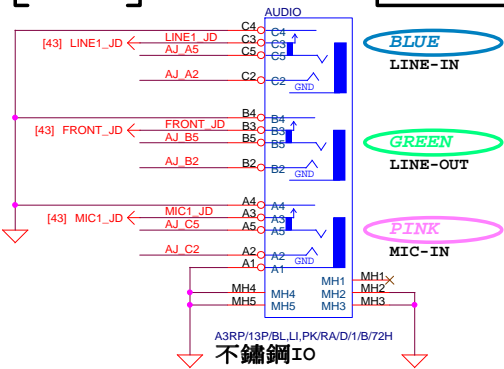 AUDIO
C4 C4
[43] LINE1_JD LINE1_JD C3 C3
AJ_A5 C5 C5
AJ_A2 C2 C2
GND
BLUE
LINE-IN
B4 B4
[43] FRONT_JD FRONT_JD B3 B3
AJ_B5 B5 B5
AJ_B2 B2 B2
GND
GREEN
LINE-OUT
A4 A4
[43] MIC1_JD MIC1_JD A3 A3
AJ_C5 A5 A5
AJ_C2 A2 A2
GND
A1 A1
PINK
MIC-IN
MH1 MH1
MH4 MH4 MH2 MH2
MH5 MH5 MH3 MH3
A3RP/13P/BL,LI,PK/RA/D/1/B/72H
不鏽鋼IO